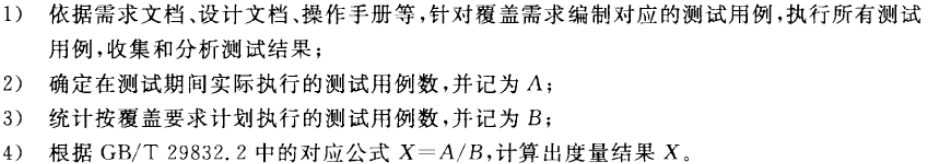 1) 依据需求文档、设计文档、操作手册等,针对覆盖需求编制对应的测试用例,执行所有测试
用例,收集和分析测试结果;
2) 确定在测试期间实际执行的测试用例数,并记为 A;
3) 统计按覆盖要求计划执行的测试用例数,并记为 B;
4) 根据 GB/T 29832.2 中的对应公式 X=A/B,计算出度量结果 X。